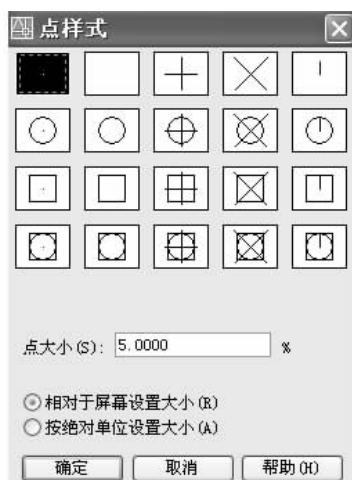 点样式
点大小(S): 5.0000 %
相对于屏幕设置大小(R)
按绝对单位设置大小(A)
确定 取消 帮助(H)